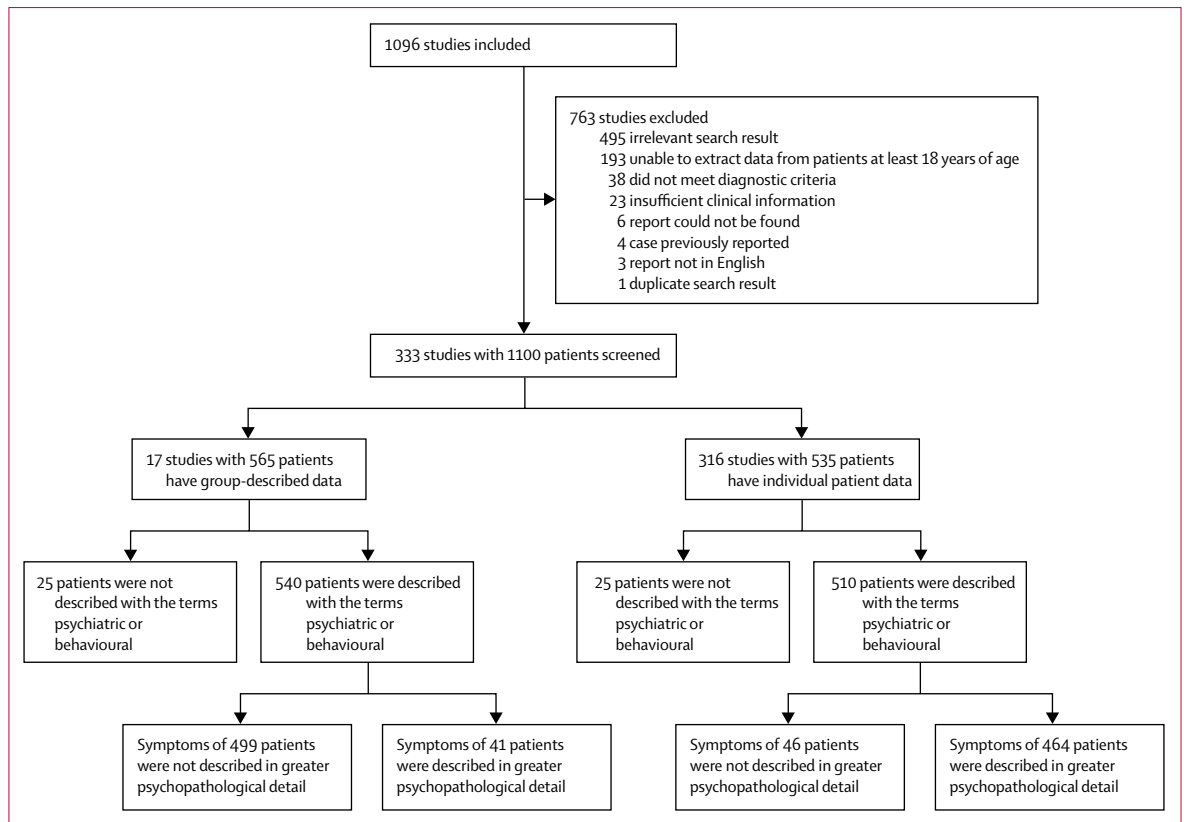 1096 studies included
763 studies excluded
495 irrelevant search result
193 unable to extract data from patients at least 18 years of age
38 did not meet diagnostic criteria
23 insufficient clinical information
6 report could not be found
4 case previously reported
3 report not in English
1 duplicate search result
333 studies with 1100 patients screened
17 studies with 565 patients
have group-described data
316 studies with 535 patients
have individual patient data
25 patients were not
described with the terms
psychiatric or
behavioural
540 patients were described
with the terms
psychiatric or
behavioural
25 patients were not
described with the terms
psychiatric or
behavioural
510 patients were described
with the terms
psychiatric or
behavioural
Symptoms of 499 patients
were not described in greater
psychopathological detail
Symptoms of 41 patients
were described in greater
psychopathological detail
Symptoms of 46 patients
were not described in greater
psychopathological detail
Symptoms of 464 patients
were described in greater
psychopathological detail